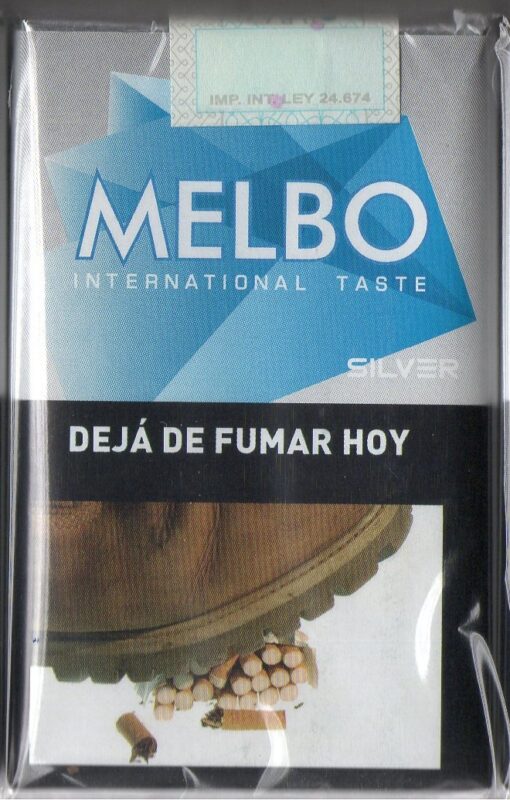 IMP. INT. LEY 24.674
MELBO
INTERNATIONAL TASTE
SILVER
DEJÁ DE FUMAR HOY